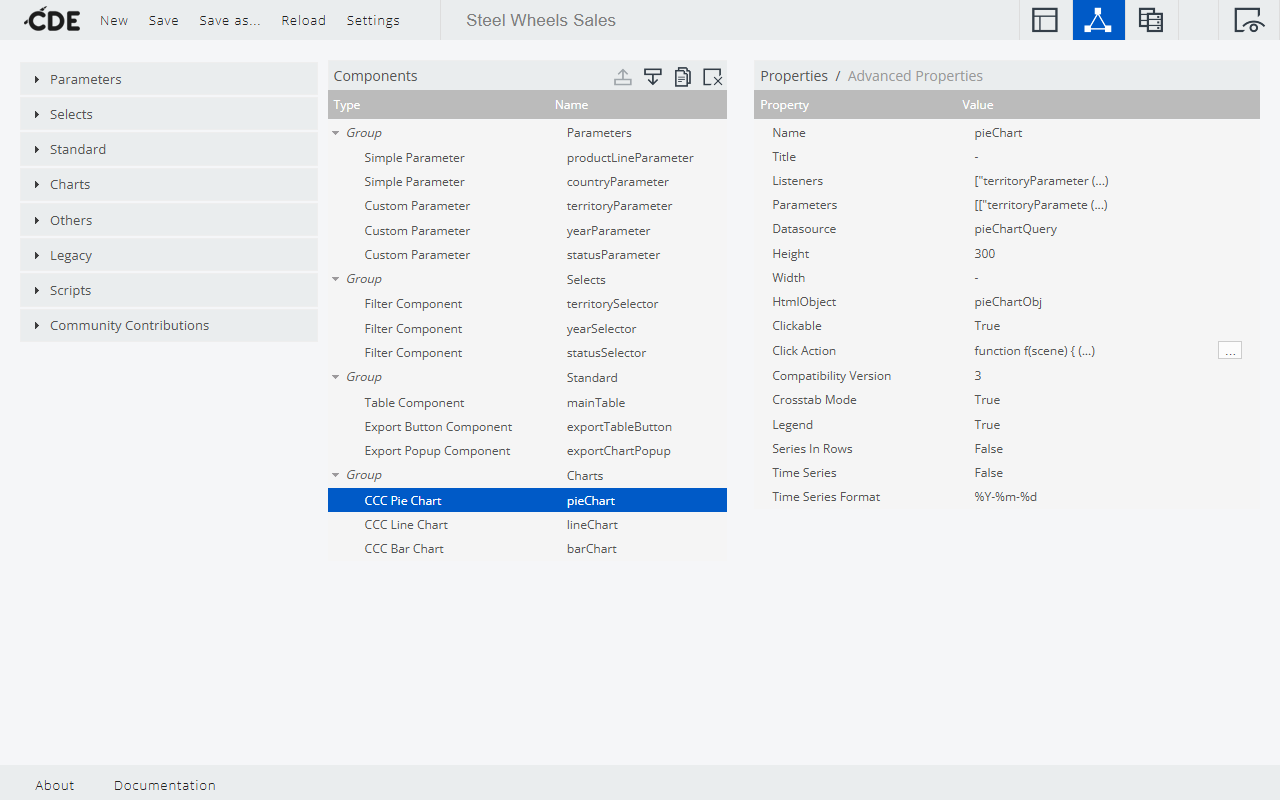 CDE New Save Save as... Reload Settings Steel Wheels Sales
Parameters
Selects
Standard
Charts
Others
Legacy
Scripts
Community Contributions
Components
Type Name
Group Parameters
Simple Parameter productLineParameter
Simple Parameter countryParameter
Custom Parameter territoryParameter
Custom Parameter yearParameter
Custom Parameter statusParameter
Group Selects
Filter Component territorySelector
Filter Component yearSelector
Filter Component statusSelector
Group Standard
Table Component mainTable
Export Button Component exportTableButton
Export Popup Component exportChartPopup
Group Charts
CCC Pie Chart pieChart
CCC Line Chart lineChart
CCC Bar Chart barChart
Properties / Advanced Properties
Property Value
Name pieChart
Title -
Listeners ["territoryParameter (...)
Parameters [["territoryParamete (...)
Datasource pieChartQuery
Height 300
Width -
HtmlObject pieChartObj
Clickable True
Click Action function f(scene) { (...) ...
Compatibility Version 3
Crosstab Mode True
Legend True
Series In Rows False
Time Series False
Time Series Format %Y-%m-%d
About Documentation